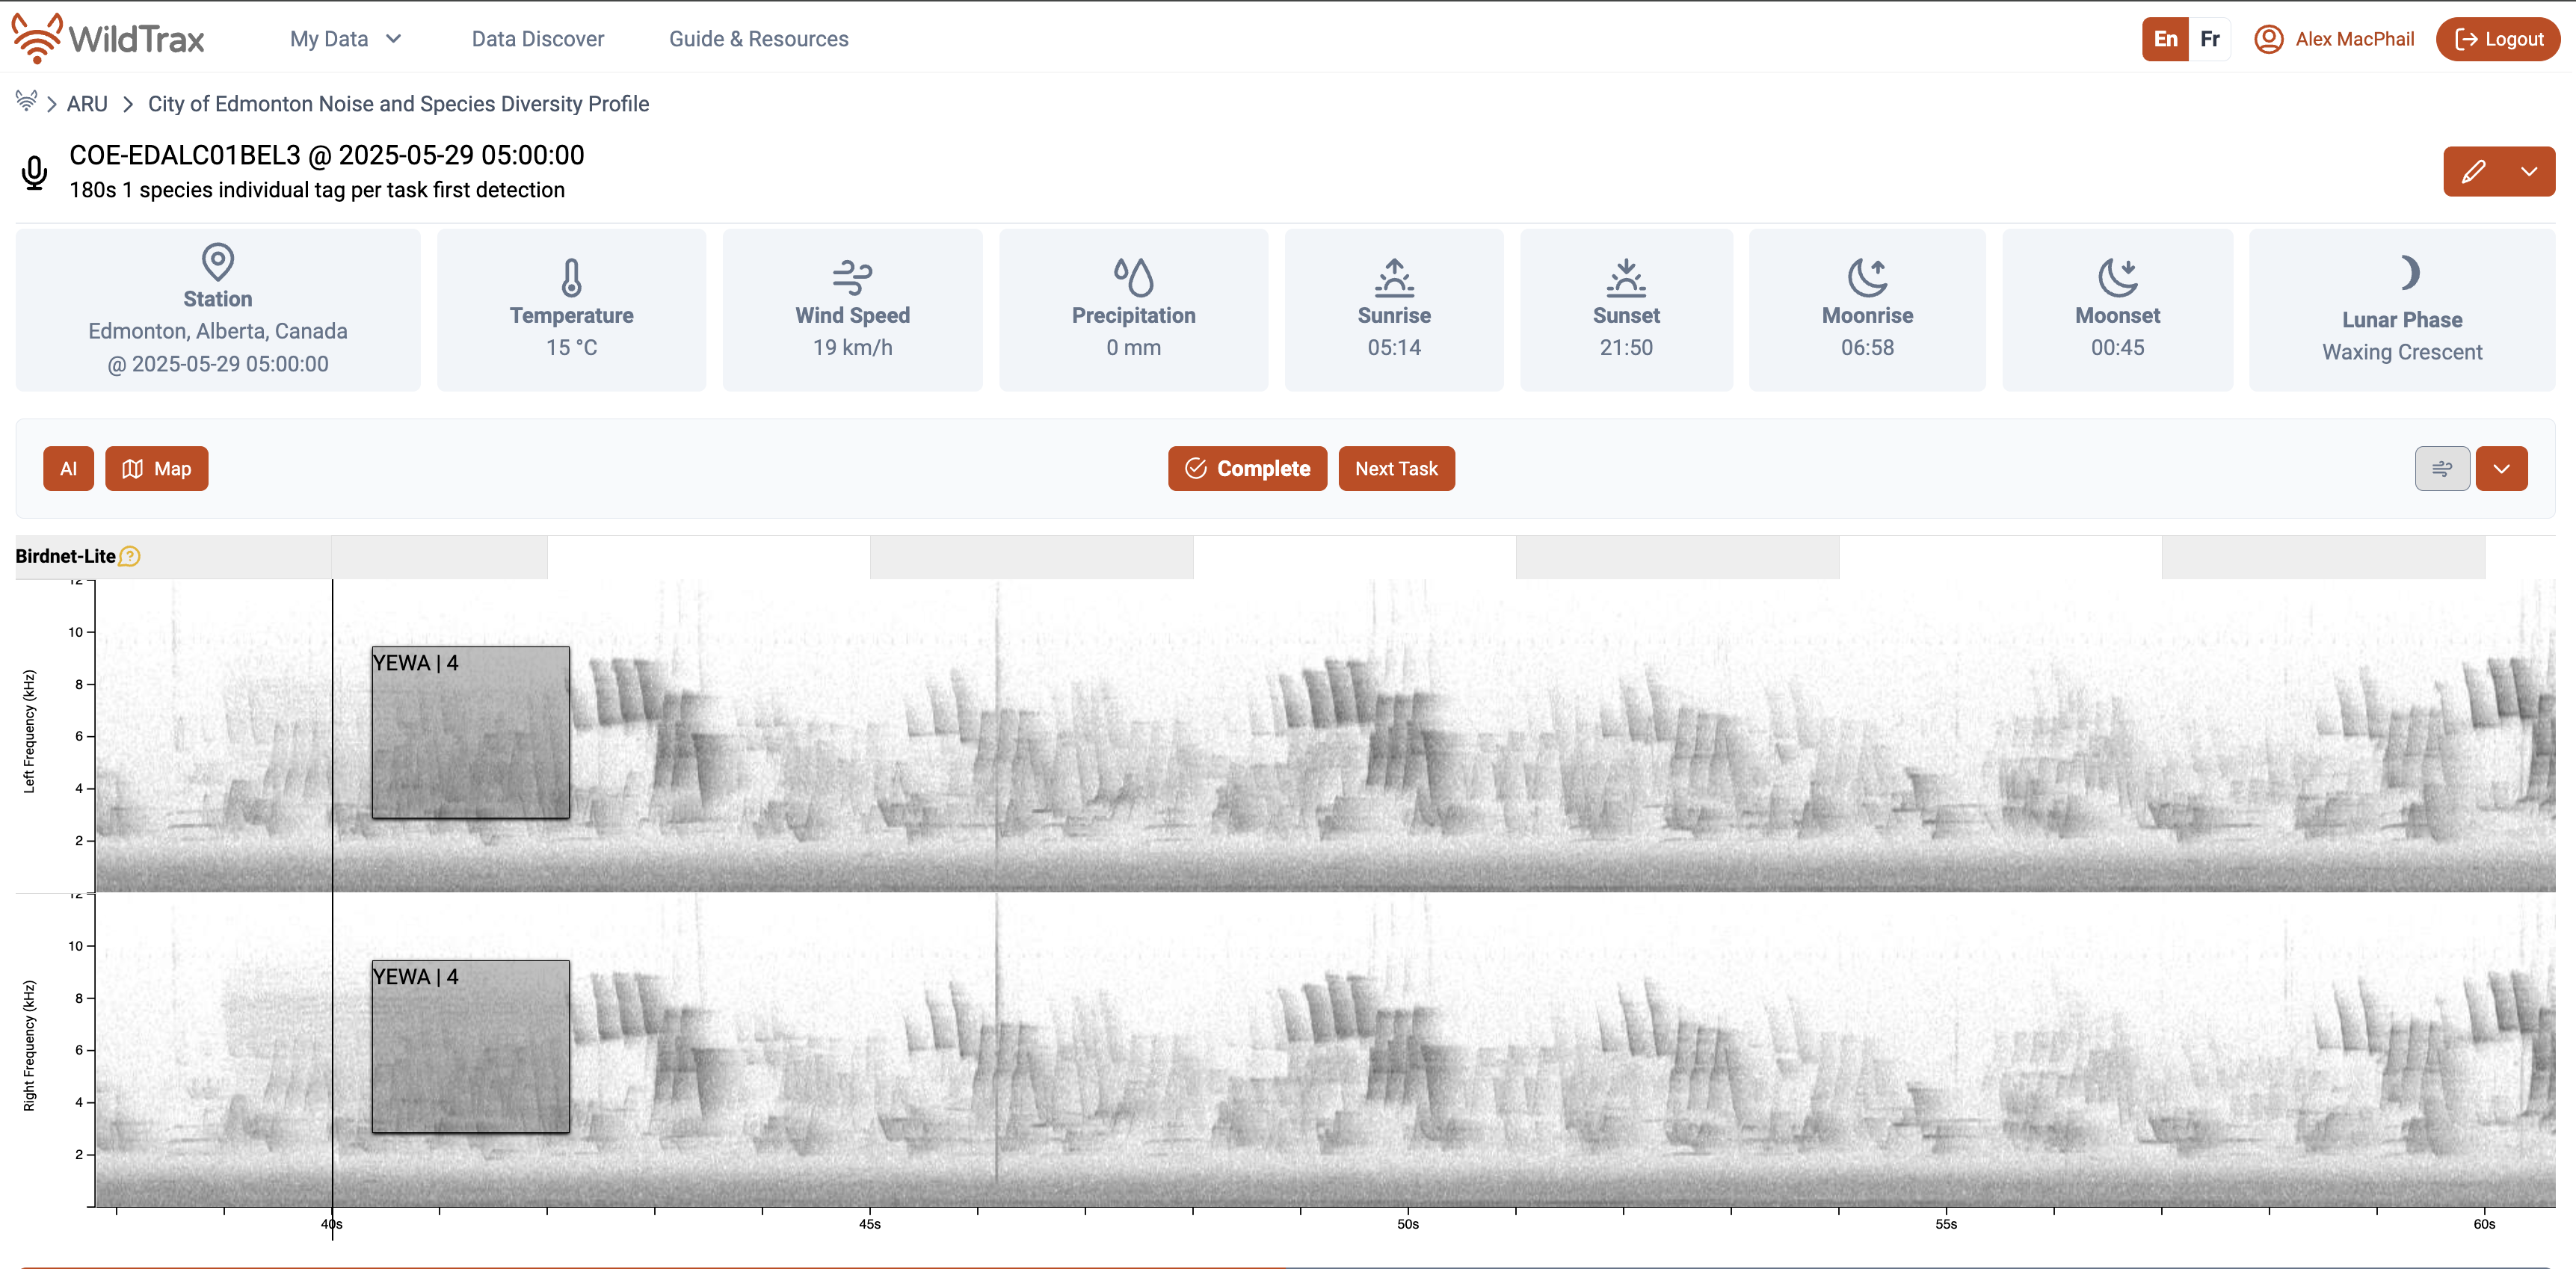 WildTrax
My Data
Data Discover
Guide & Resources
En
Fr
Alex MacPhail
Logout
ARU
City of Edmonton Noise and Species Diversity Profile
COE-EDALC01BEL3 @ 2025-05-29 05:00:00
180s 1 species individual tag per task first detection
Station
Edmonton, Alberta, Canada
@ 2025-05-29 05:00:00
Temperature
15 °C
Wind Speed
19 km/h
Precipitation
0 mm
Sunrise
05:14
Sunset
21:50
Moonrise
06:58
Moonset
00:45
Lunar Phase
Waxing Crescent
AI
Map
Complete
Next Task
Birdnet-Lite
?
12
10
8
6
4
2
Left Frequency (kHz)
YEWA | 4
12
10
8
6
4
2
Right Frequency (kHz)
YEWA | 4
40s
45s
50s
55s
60s